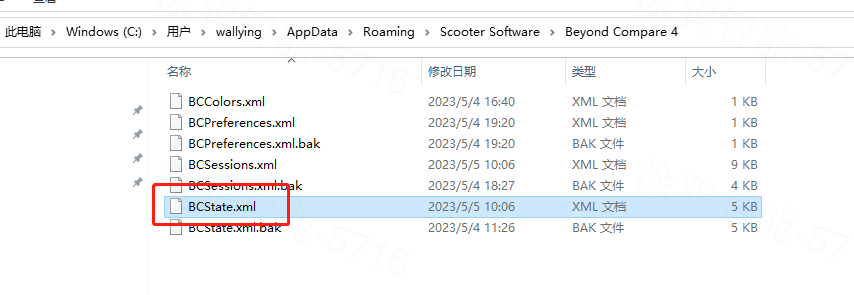 此电脑 > Windows (C:) > 用户 > wallying > AppData > Roaming > Scooter Software > Beyond Compare 4
名称 修改日期 类型 大小
BCColors.xml 2023/5/4 16:40 XML 文档 1 KB
BCPreferences.xml 2023/5/4 19:20 XML 文档 1 KB
BCPreferences.xml.bak 2023/5/4 19:20 BAK 文件 1 KB
BCSessions.xml 2023/5/5 10:06 XML 文档 9 KB
BCSessions.xml.bak 2023/5/4 18:27 BAK 文件 4 KB
BCState.xml 2023/5/5 10:06 XML 文档 5 KB
BCState.xml.bak 2023/5/4 11:26 BAK 文件 5 KB
涂鸦智能-5716